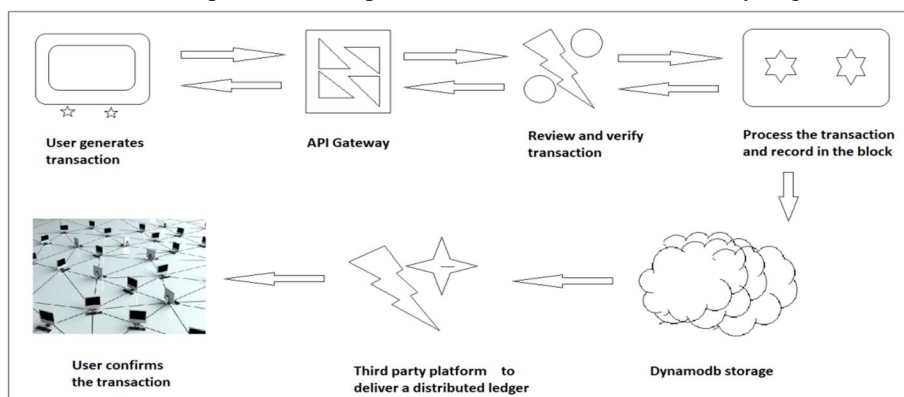 User generates
transaction
API Gateway
Review and verify
transaction
Process the transaction
and record in the block
User confirms
the transaction
Third party platform to
deliver a distributed ledger
Dynamodb storage